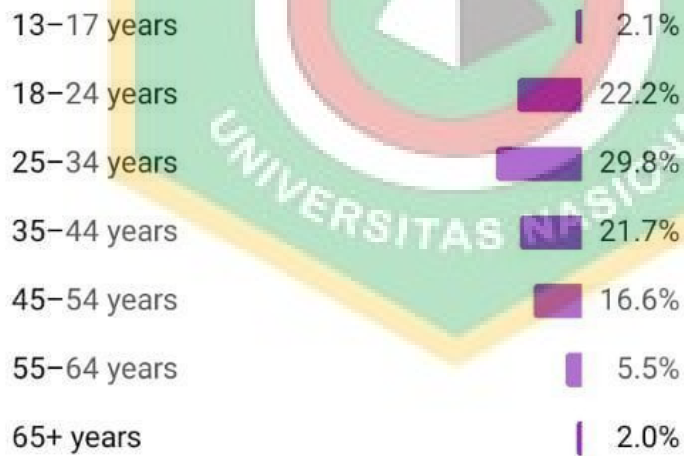 13–17 years 2.1%
18–24 years 22.2%
25–34 years 29.8%
35–44 years 21.7%
45–54 years 16.6%
55–64 years 5.5%
65+ years 2.0%
UNIVERSITAS